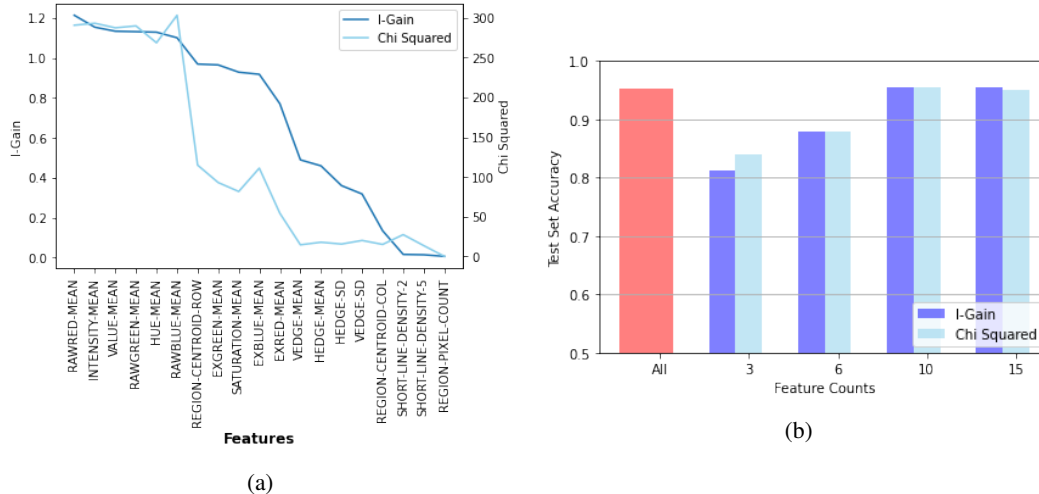 1.2
1.0
0.8
0.6
0.4
0.2
0.0
I-Gain
300
250
200
150
100
50
0
Chi Squared
I-Gain
Chi Squared
RAWRED-MEAN
INTENSITY-MEAN
VALUE-MEAN
RAWGREEN-MEAN
HUE-MEAN
RAWBLUE-MEAN
REGION-CENTROID-ROW
EXGREEN-MEAN
SATURATION-MEAN
EXBLUE-MEAN
EXRED-MEAN
VEDGE-MEAN
HEDGE-MEAN
HEDGE-SD
VEDGE-SD
REGION-CENTROID-COL
SHORT-LINE-DENSITY-2
SHORT-LINE-DENSITY-5
REGION-PIXEL-COUNT
Features
(a)
1.0
0.9
0.8
0.7
0.6
0.5
Test Set Accuracy
I-Gain
Chi Squared
All 3 6 10 15
Feature Counts
(b)